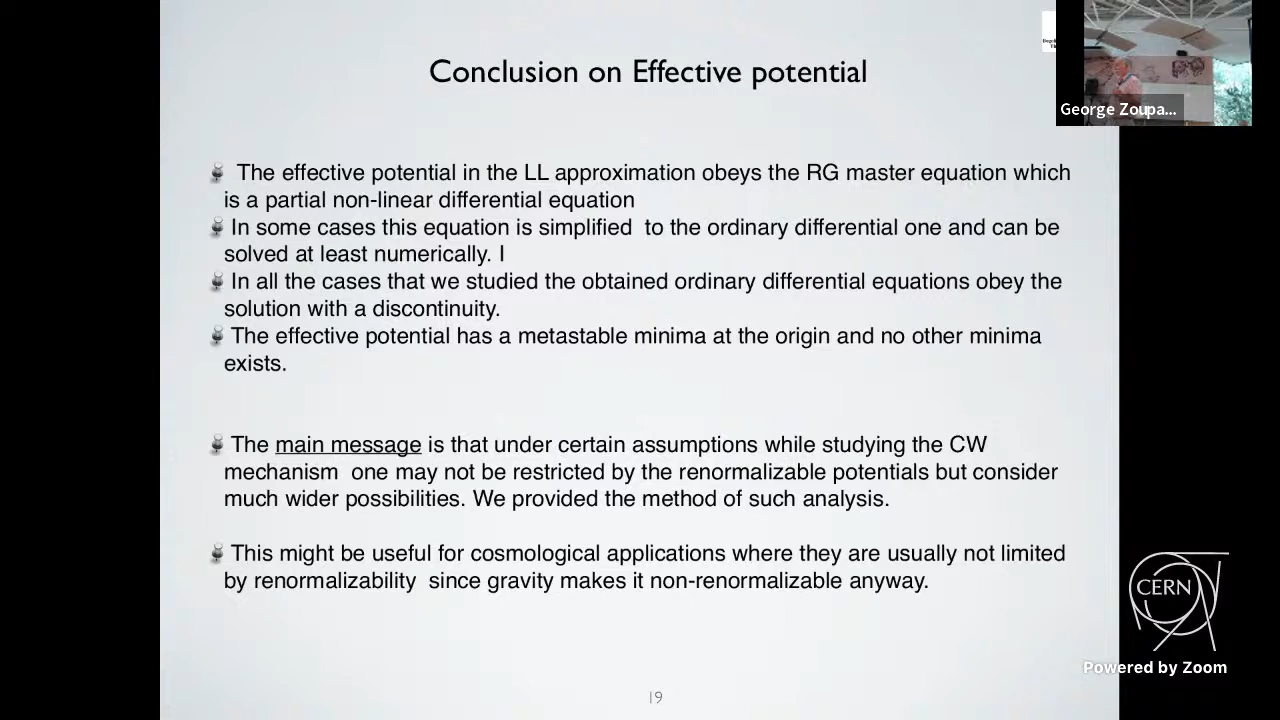 Conclusion on Effective potential
George Zoupa...
The effective potential in the LL approximation obeys the RG master equation which
is a partial non-linear differential equation
In some cases this equation is simplified to the ordinary differential one and can be
solved at least numerically. I
In all the cases that we studied the obtained ordinary differential equations obey the
solution with a discontinuity.
The effective potential has a metastable minima at the origin and no other minima
exists.
The main message is that under certain assumptions while studying the CW
mechanism one may not be restricted by the renormalizable potentials but consider
much wider possibilities. We provided the method of such analysis.
This might be useful for cosmological applications where they are usually not limited
by renormalizability since gravity makes it non-renormalizable anyway.
CERN
Powered by Zoom
19